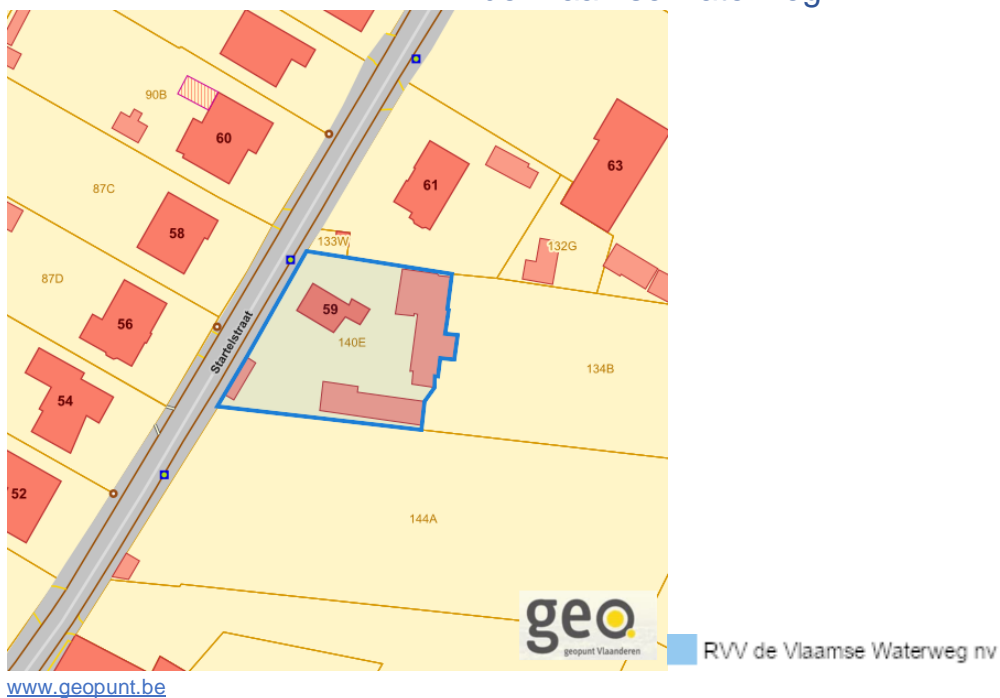 90B
60
63
61
87C
58
133W
132G
87D
59
56
Startelstraat
140E
134B
54
52
144A
geo
geopunt Vlaanderen
RVV de Vlaamse Waterweg nv
www.geopunt.be